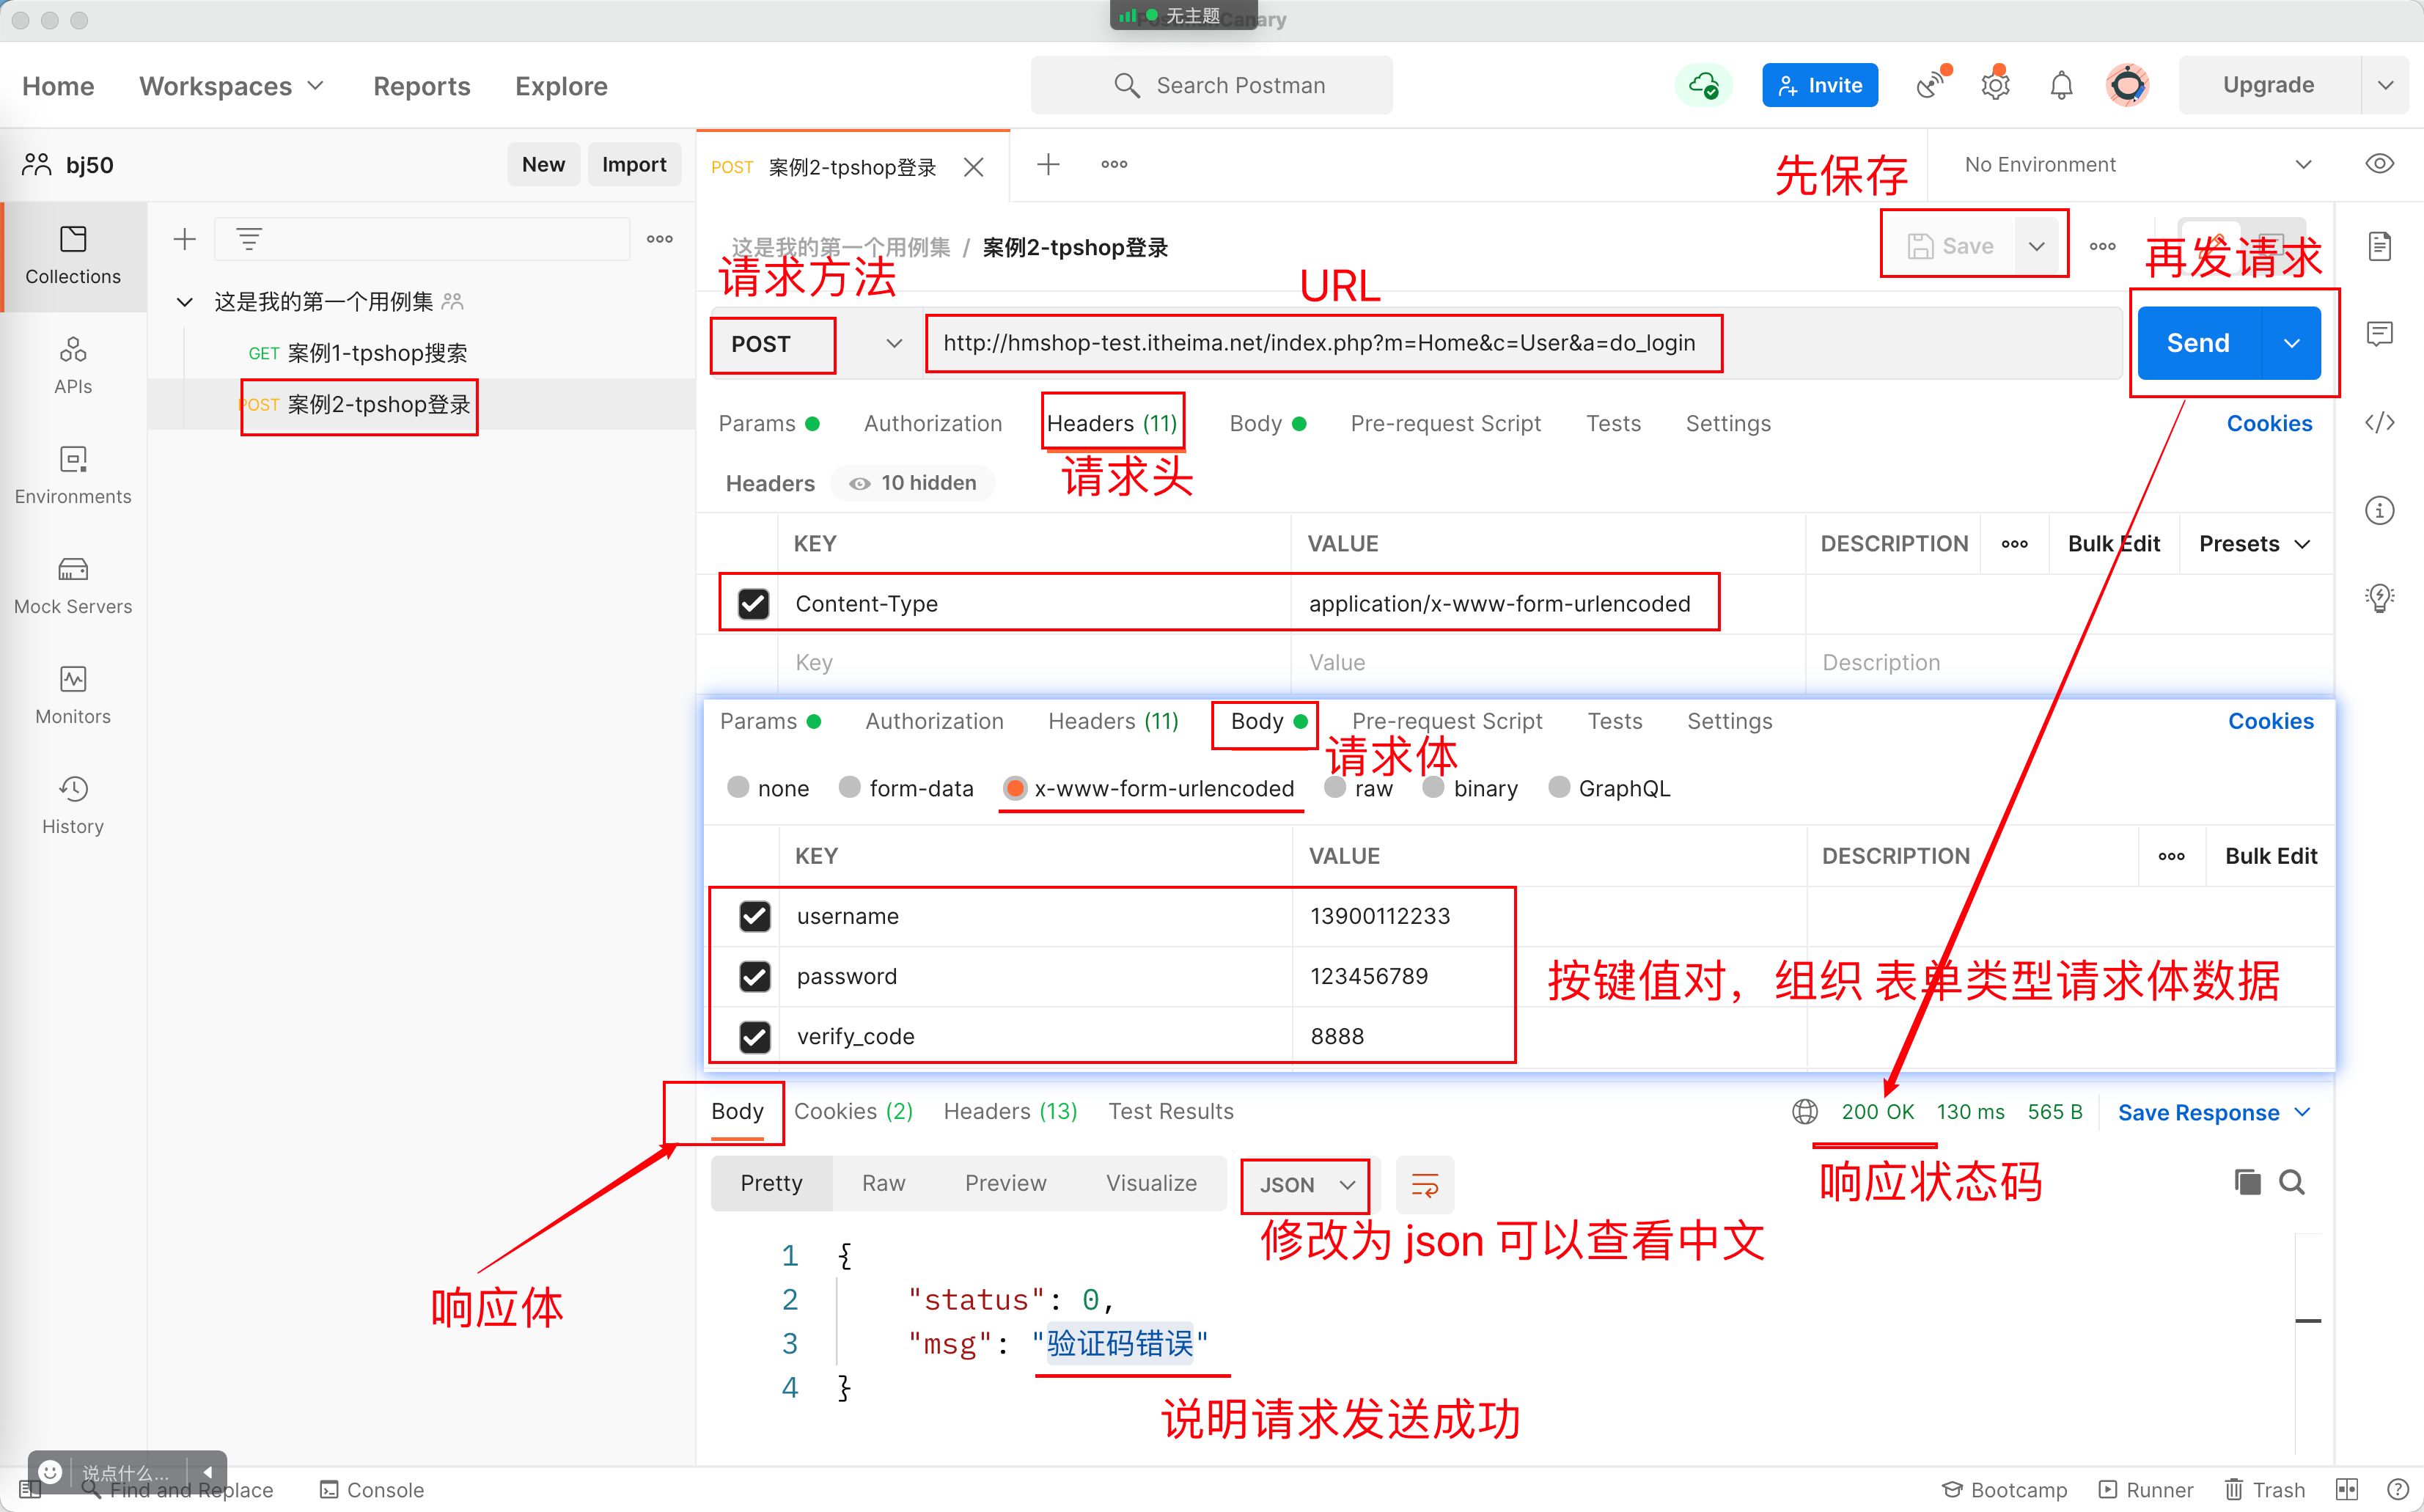 无主题
Canary
Home
Workspaces
Reports
Explore
Search Postman
Invite
Upgrade
bj50
New
Import
POST 案例2-tpshop登录
先保存
No Environment
Collections
这是我的第一个用例集 / 案例2-tpshop登录
Save
再发请求
请求方法
URL
这是我的第一个用例集
GET 案例1-tpshop搜索
POST 案例2-tpshop登录
POST
http://hmshop-test.itheima.net/index.php?m=Home&c=User&a=do_login
Send
APIs
Environments
Mock Servers
Monitors
History
Params
Authorization
Headers (11)
Body
Pre-request Script
Tests
Settings
Cookies
请求头
Headers
10 hidden
KEY
VALUE
DESCRIPTION
Bulk Edit
Presets
Content-Type
application/x-www-form-urlencoded
Key
Value
Description
Params
Authorization
Headers (11)
Body
Pre-request Script
Tests
Settings
Cookies
请求体
none
form-data
x-www-form-urlencoded
raw
binary
GraphQL
KEY
VALUE
DESCRIPTION
Bulk Edit
username
13900112233
password
123456789
verify_code
8888
按键值对，组织 表单类型请求体数据
Body
Cookies (2)
Headers (13)
Test Results
200 OK
130 ms
565 B
Save Response
响应状态码
Pretty
Raw
Preview
Visualize
JSON
修改为 json 可以查看中文
响应体
1 {
2 "status": 0,
3 "msg": "验证码错误"
4 }
说明请求发送成功
说点什么...
Find and Replace
Console
Bootcamp
Runner
Trash